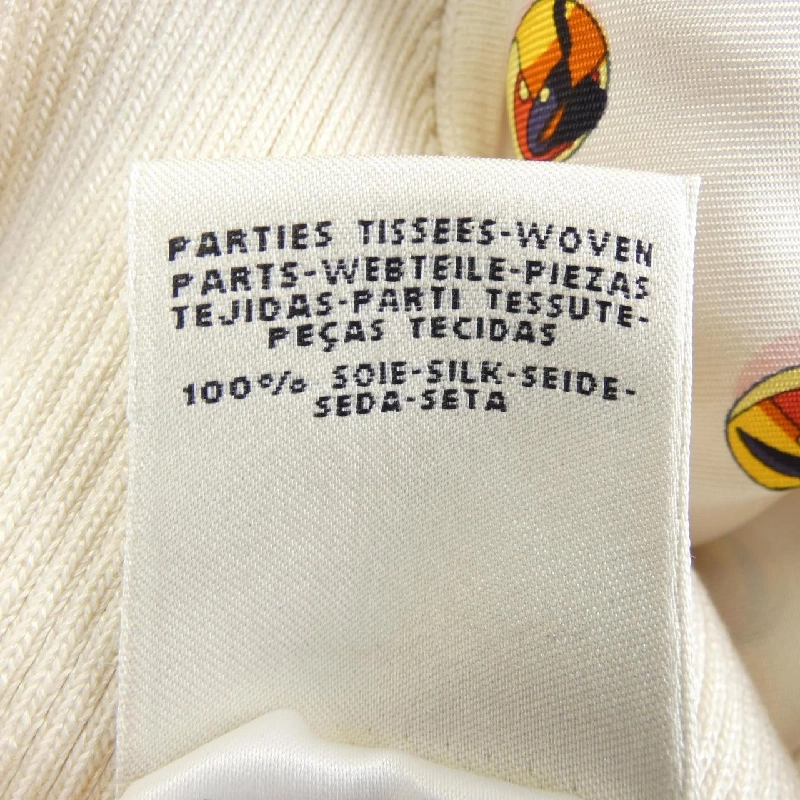 PARTIES TISSEES-WOVEN
PARTS-WEBTEILE-PIEZAS
TEJIDAS-PARTI TESSUTE-
PEÇAS TECIDAS
100% SOIE-SILK-SEIDE-
SEDA-SETA